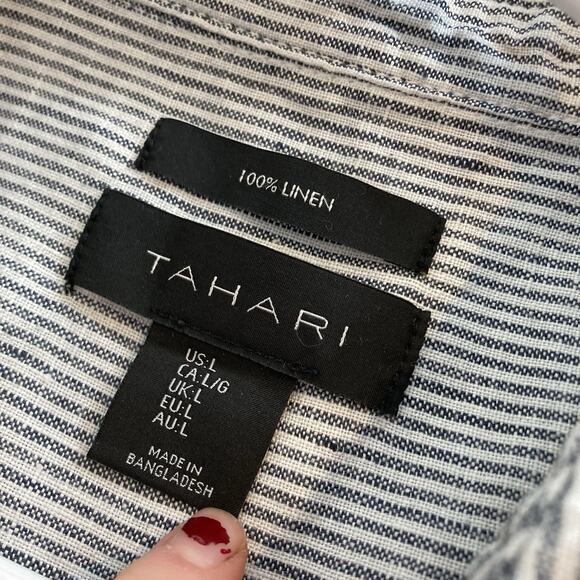 100% LINEN
TAHARI
US:L
CA:L/G
UK:L
EU:L
AU:L
MADE IN
BANGLADESH